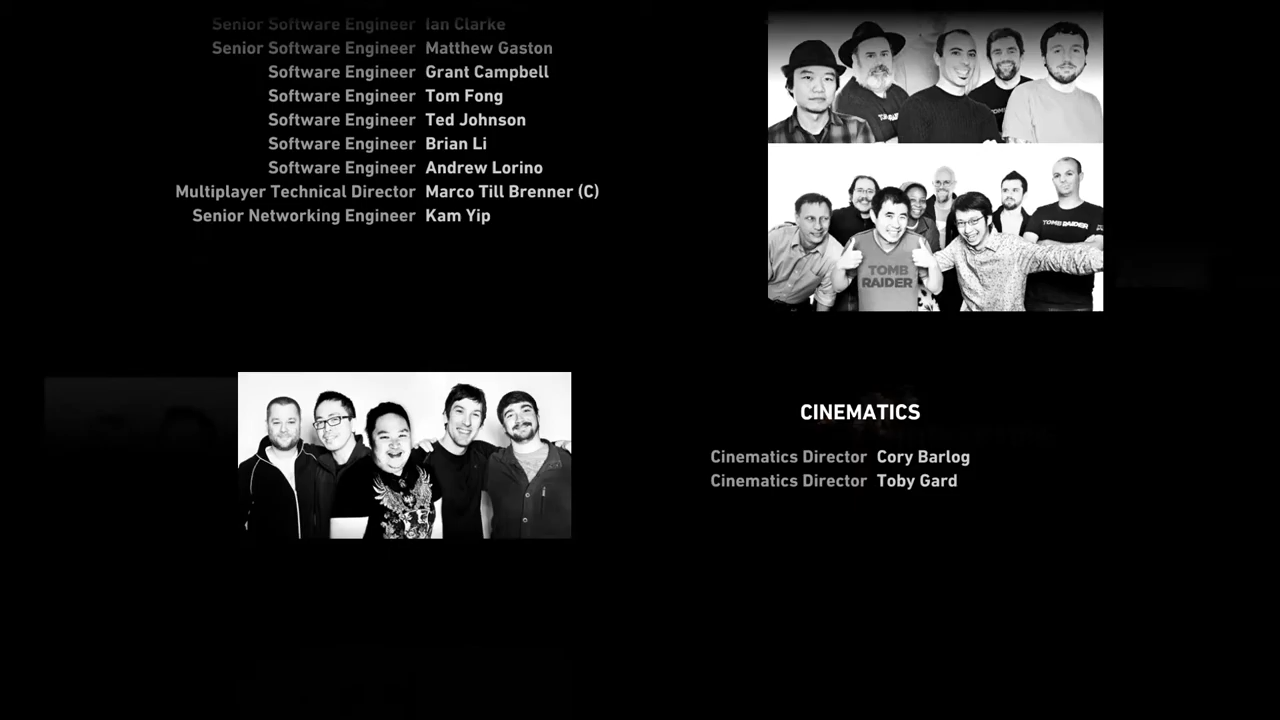 Senior Software Engineer Ian Clarke
Senior Software Engineer Matthew Gaston
Software Engineer Grant Campbell
Software Engineer Tom Fong
Software Engineer Ted Johnson
Software Engineer Brian Li
Software Engineer Andrew Lorino
Multiplayer Technical Director Marco Till Brenner (C)
Senior Networking Engineer Kam Yip
TOMB RAIDER
TOMB
RAIDER
CINEMATICS
Cinematics Director Cory Barlog
Cinematics Director Toby Gard